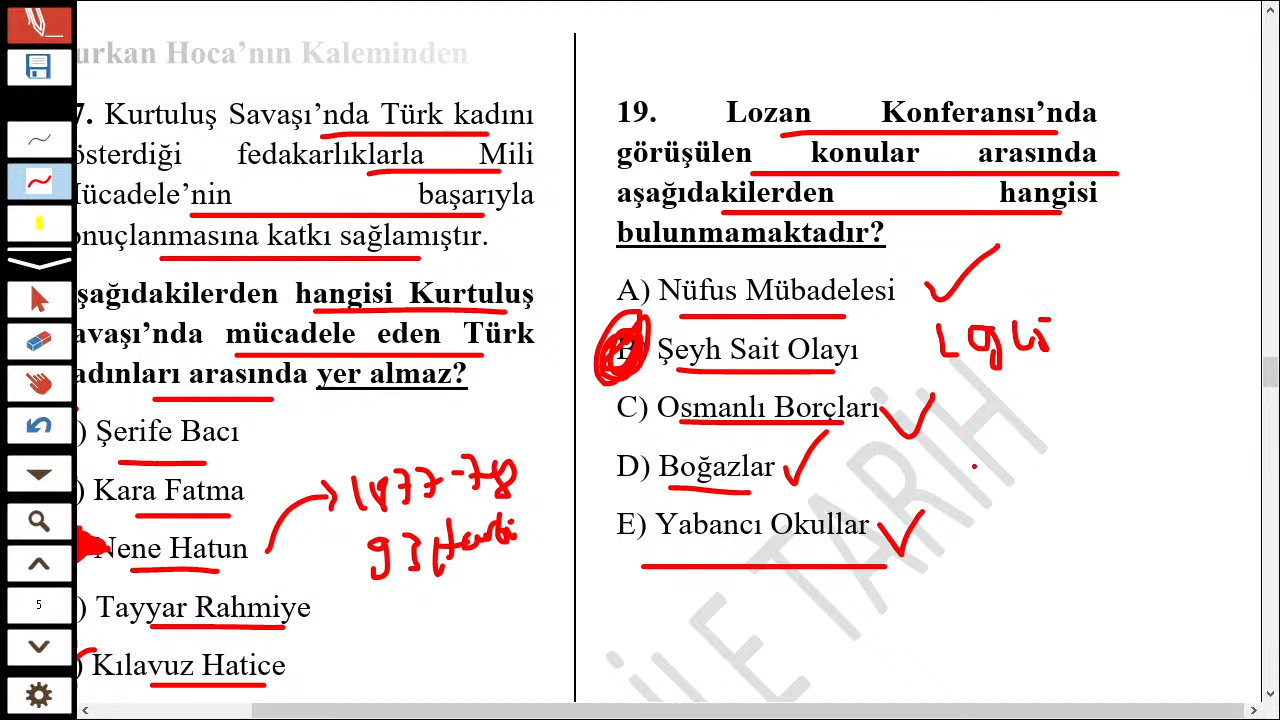 urkan Hoca’nın Kaleminden
7. Kurtuluş Savaşı’nda Türk kadını
österdiği fedakarlıklarla Mili
ücadele’nin başarıyla
onuçlanmasına katkı sağlamıştır.
şağıdakilerden hangisi Kurtuluş
avaşı’nda mücadele eden Türk
adınları arasında yer almaz?
) Şerife Bacı
) Kara Fatma
Nene Hatun
1877-78
93 Harbi
) Tayyar Rahmiye
) Kılavuz Hatice
19. Lozan Konferansı’nda
görüşülen konular arasında
aşağıdakilerden hangisi
bulunmamaktadır?
A) Nüfus Mübadelesi
B) Şeyh Sait Olayı
C) Osmanlı Borçları
D) Boğazlar
E) Yabancı Okullar
İLE TARİH
5